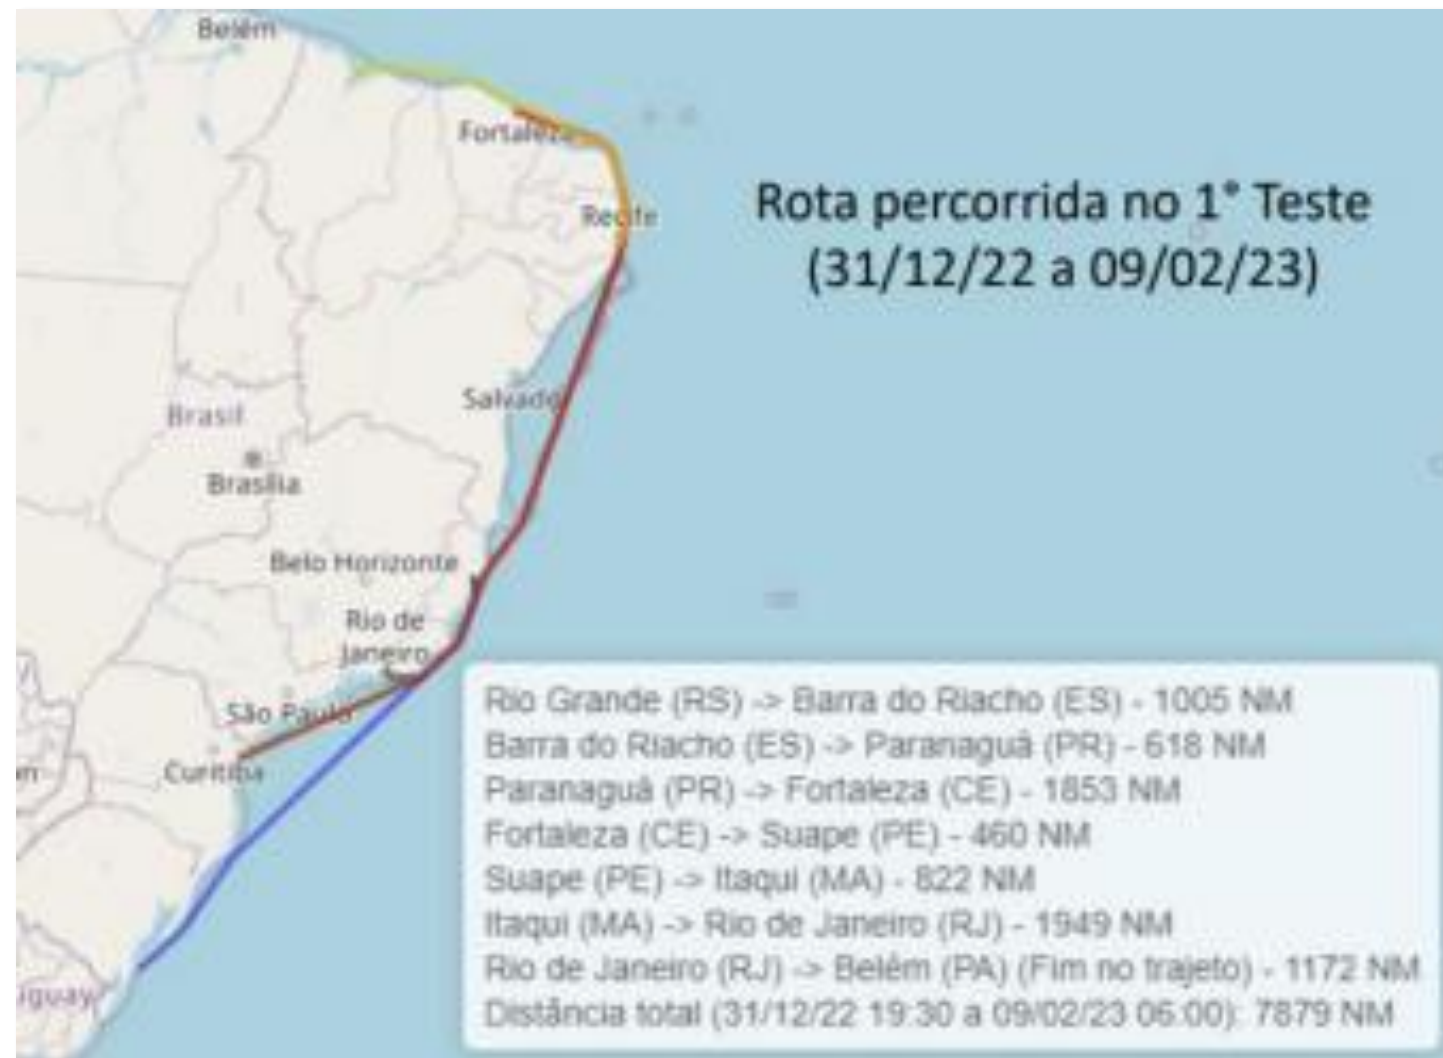 Belém
Fortaleza
Rota percorrida no 1° Teste
(31/12/22 a 09/02/23)
Recife
Salvador
Brasil
Brasília
Belo Horizonte
Rio de
Janeiro
São Paulo
Curitiba
Rio Grande (RS) -> Barra do Riacho (ES) - 1005 NM
Barra do Riacho (ES) -> Paranaguá (PR) - 618 NM
Paranaguá (PR) -> Fortaleza (CE) - 1853 NM
Fortaleza (CE) -> Suape (PE) - 460 NM
Suape (PE) -> Itaqui (MA) - 822 NM
Itaqui (MA) -> Rio de Janeiro (RJ) - 1949 NM
Rio de Janeiro (RJ) -> Belém (PA) (Fim no trajeto) - 1172 NM
Distância total (31/12/22 19:30 a 09/02/23 06:00): 7879 NM
uguay